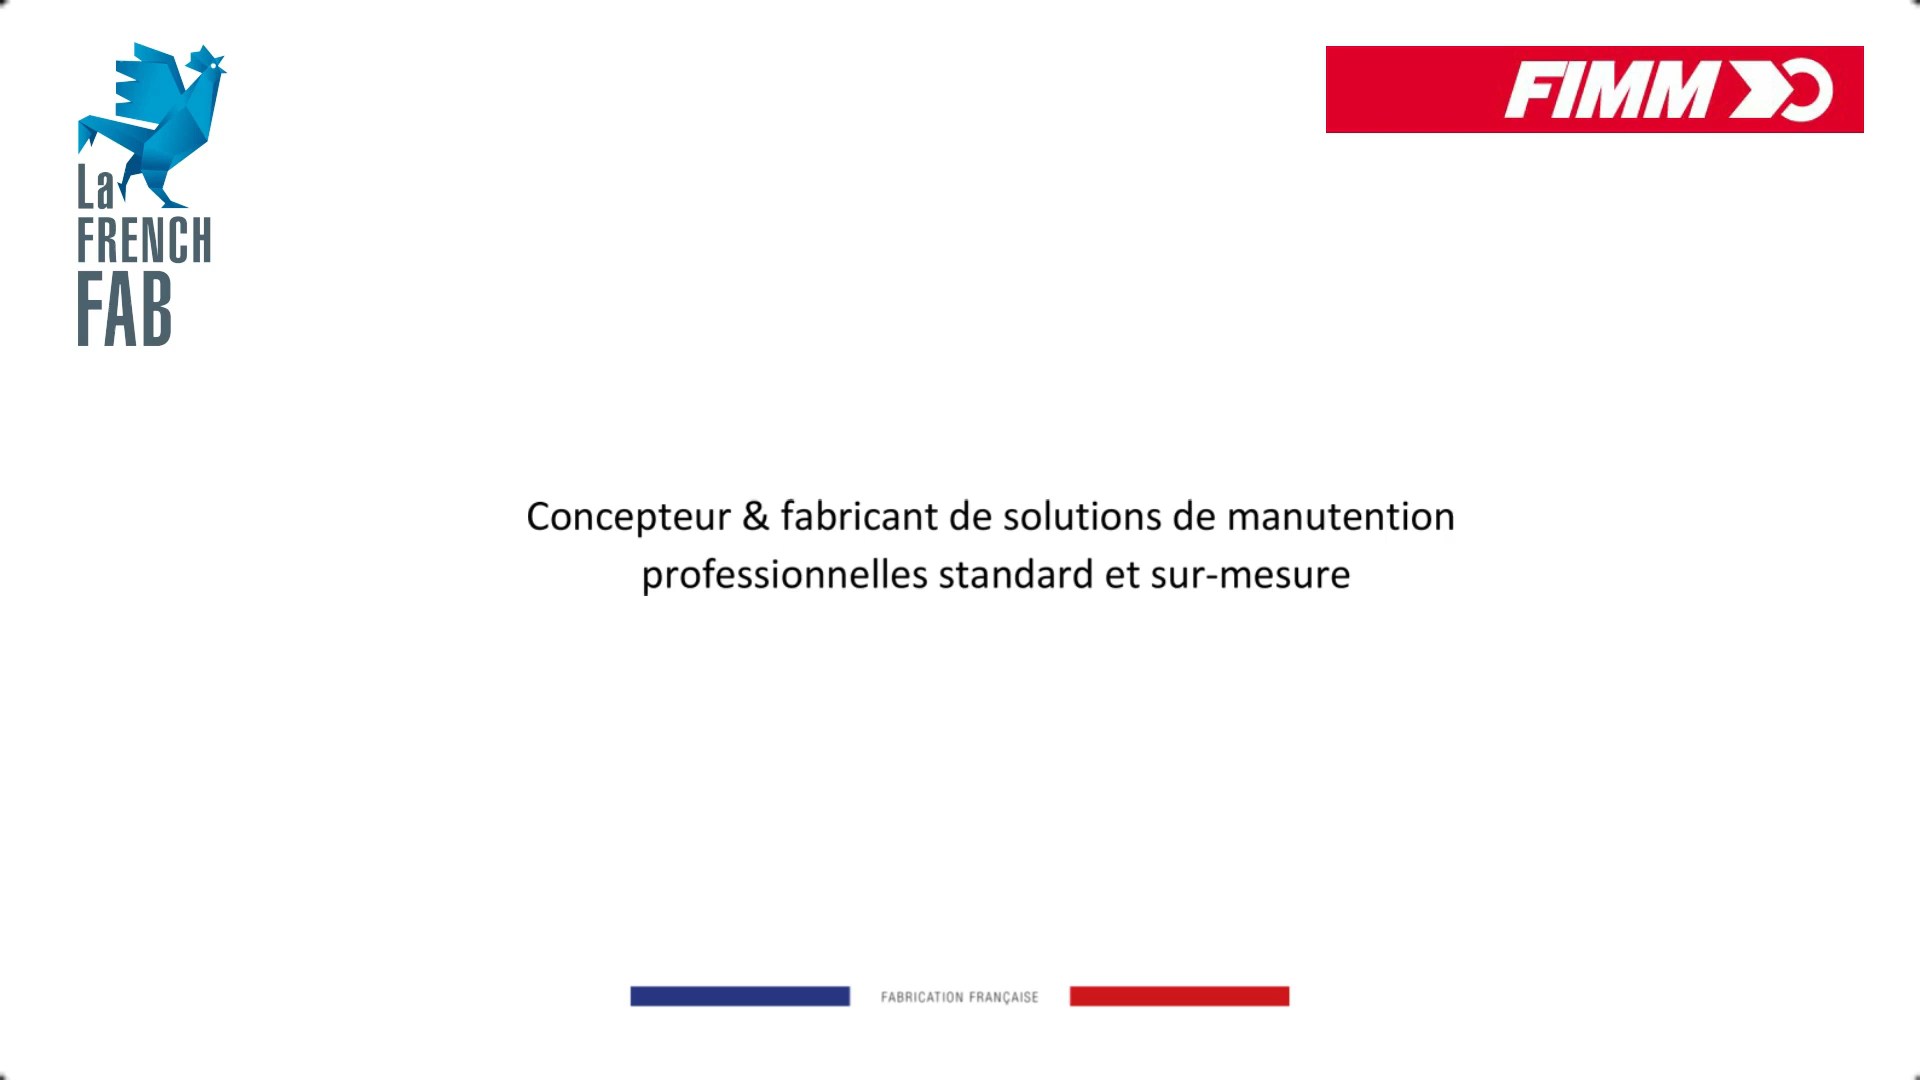 La
FRENCH
FAB
FIMM
Concepteur & fabricant de solutions de manutention
professionnelles standard et sur-mesure
FABRICATION FRANÇAISE